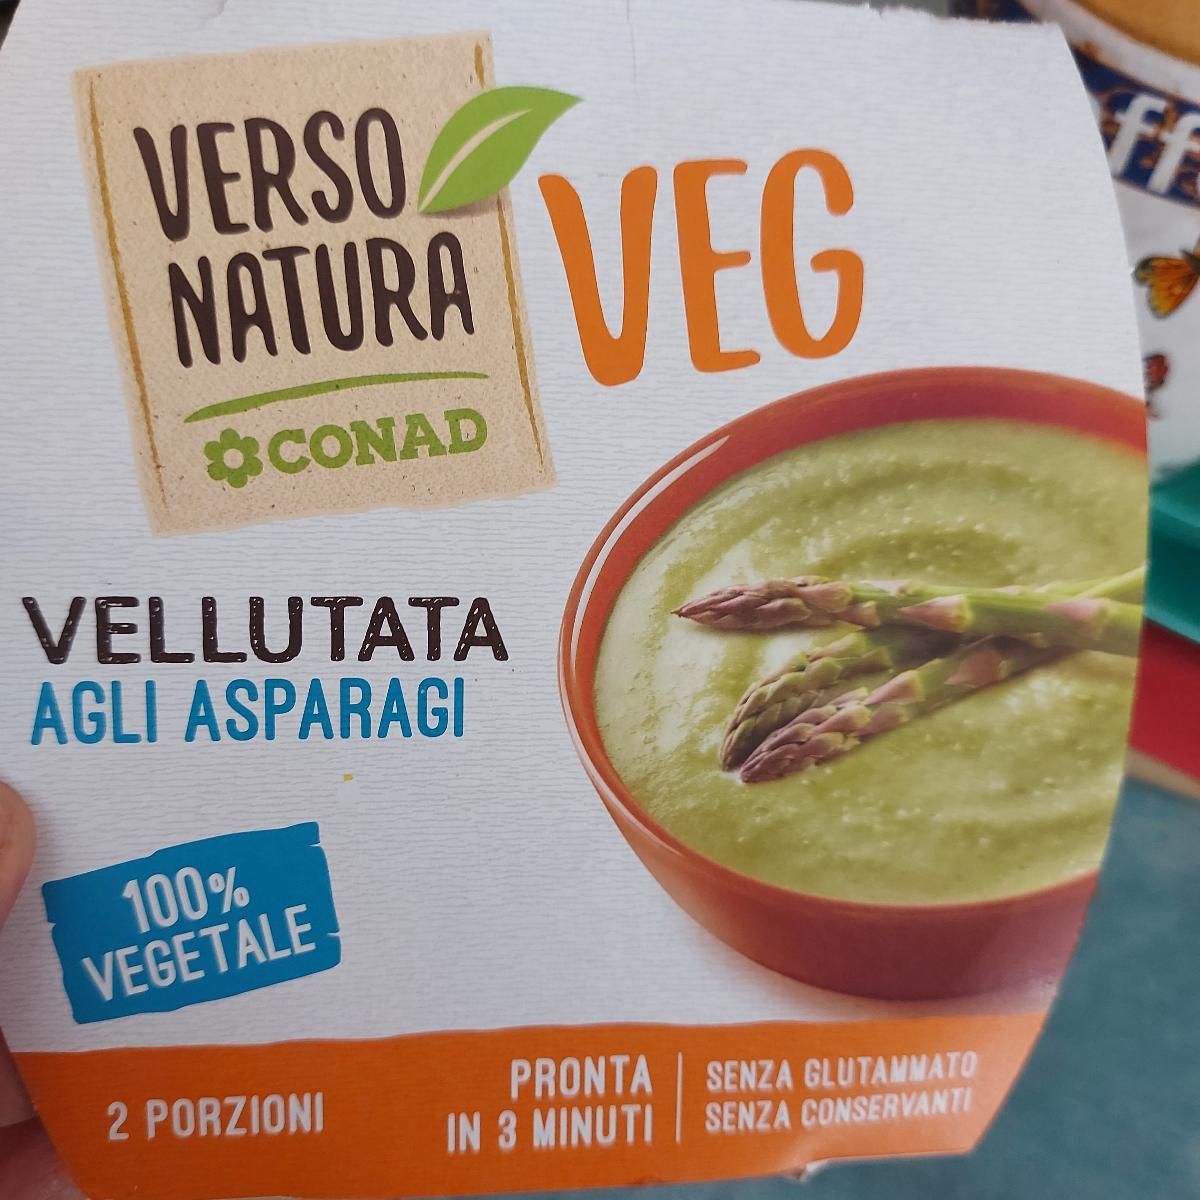 VERSO
NATURA
CONAD
VEG
VELLUTATA
AGLI ASPARAGI
100%
VEGETALE
2 PORZIONI
PRONTA
IN 3 MINUTI
SENZA GLUTAMMATO
SENZA CONSERVANTI